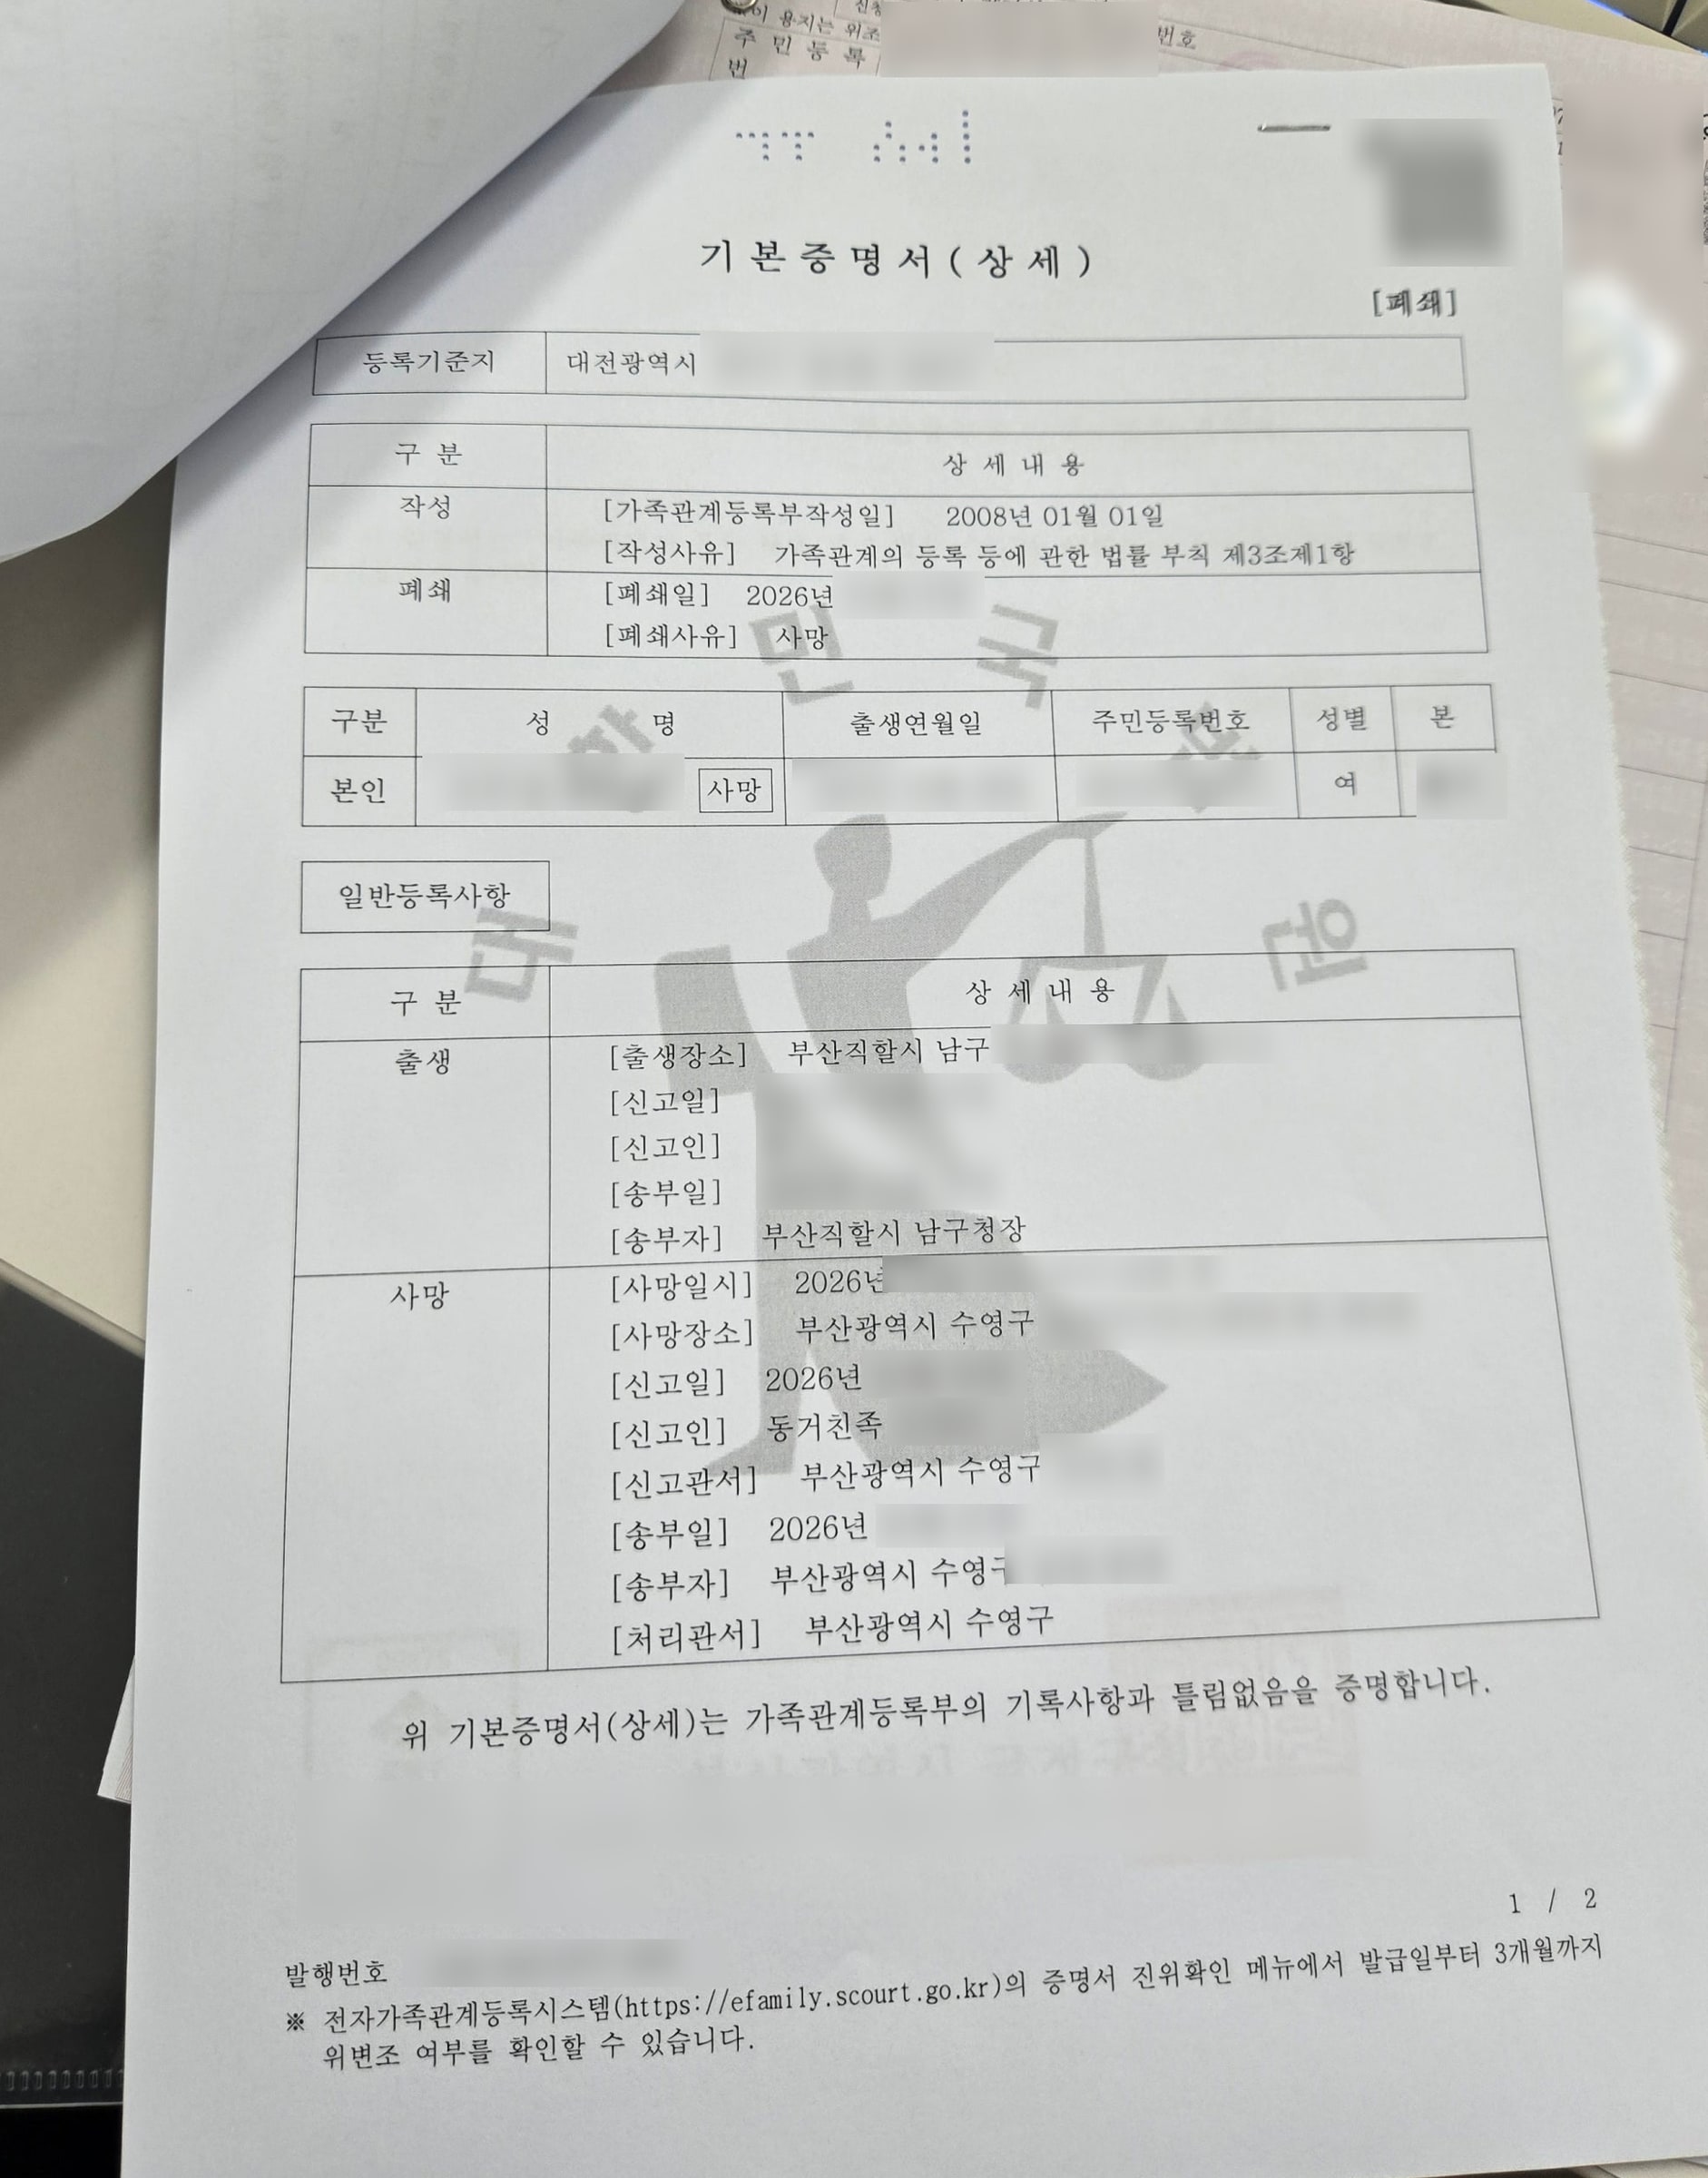 이 용지는 위조
신청
번호
주 민 등 록
번
기 본 증 명 서 ( 상 세 )
[폐쇄]
등록기준지 대전광역시
구 분 상 세 내 용
작성 [가족관계등록부작성일] 2008년 01월 01일
[작성사유] 가족관계의 등록 등에 관한 법률 부칙 제3조제1항
폐쇄 [폐쇄일] 2026년
[폐쇄사유] 사망
구분 성 명 출생연월일 주민등록번호 성별 본
본인 사망 여
일반등록사항
구 분 상 세 내 용
출생 [출생장소] 부산직할시 남구
[신고일]
[신고인]
[송부일]
[송부자] 부산직할시 남구청장
사망 [사망일시] 2026년
[사망장소] 부산광역시 수영구
[신고일] 2026년
[신고인] 동거친족
[신고관서] 부산광역시 수영구
[송부일] 2026년
[송부자] 부산광역시 수영구
[처리관서] 부산광역시 수영구
위 기본증명서(상세)는 가족관계등록부의 기록사항과 틀림없음을 증명합니다.
1 / 2
발행번호
※ 전자가족관계등록시스템(https://efamily.scourt.go.kr)의 증명서 진위확인 메뉴에서 발급일부터 3개월까지
위변조 여부를 확인할 수 있습니다.